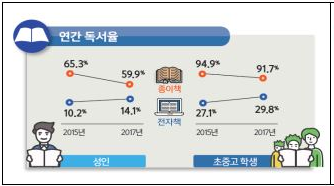 연간 독서율
65.3%
59.9%
종이책
94.9%
91.7%
10.2%
14.1%
전자책
27.1%
29.8%
2015년
2017년
2015년
2017년
성인
초중고 학생